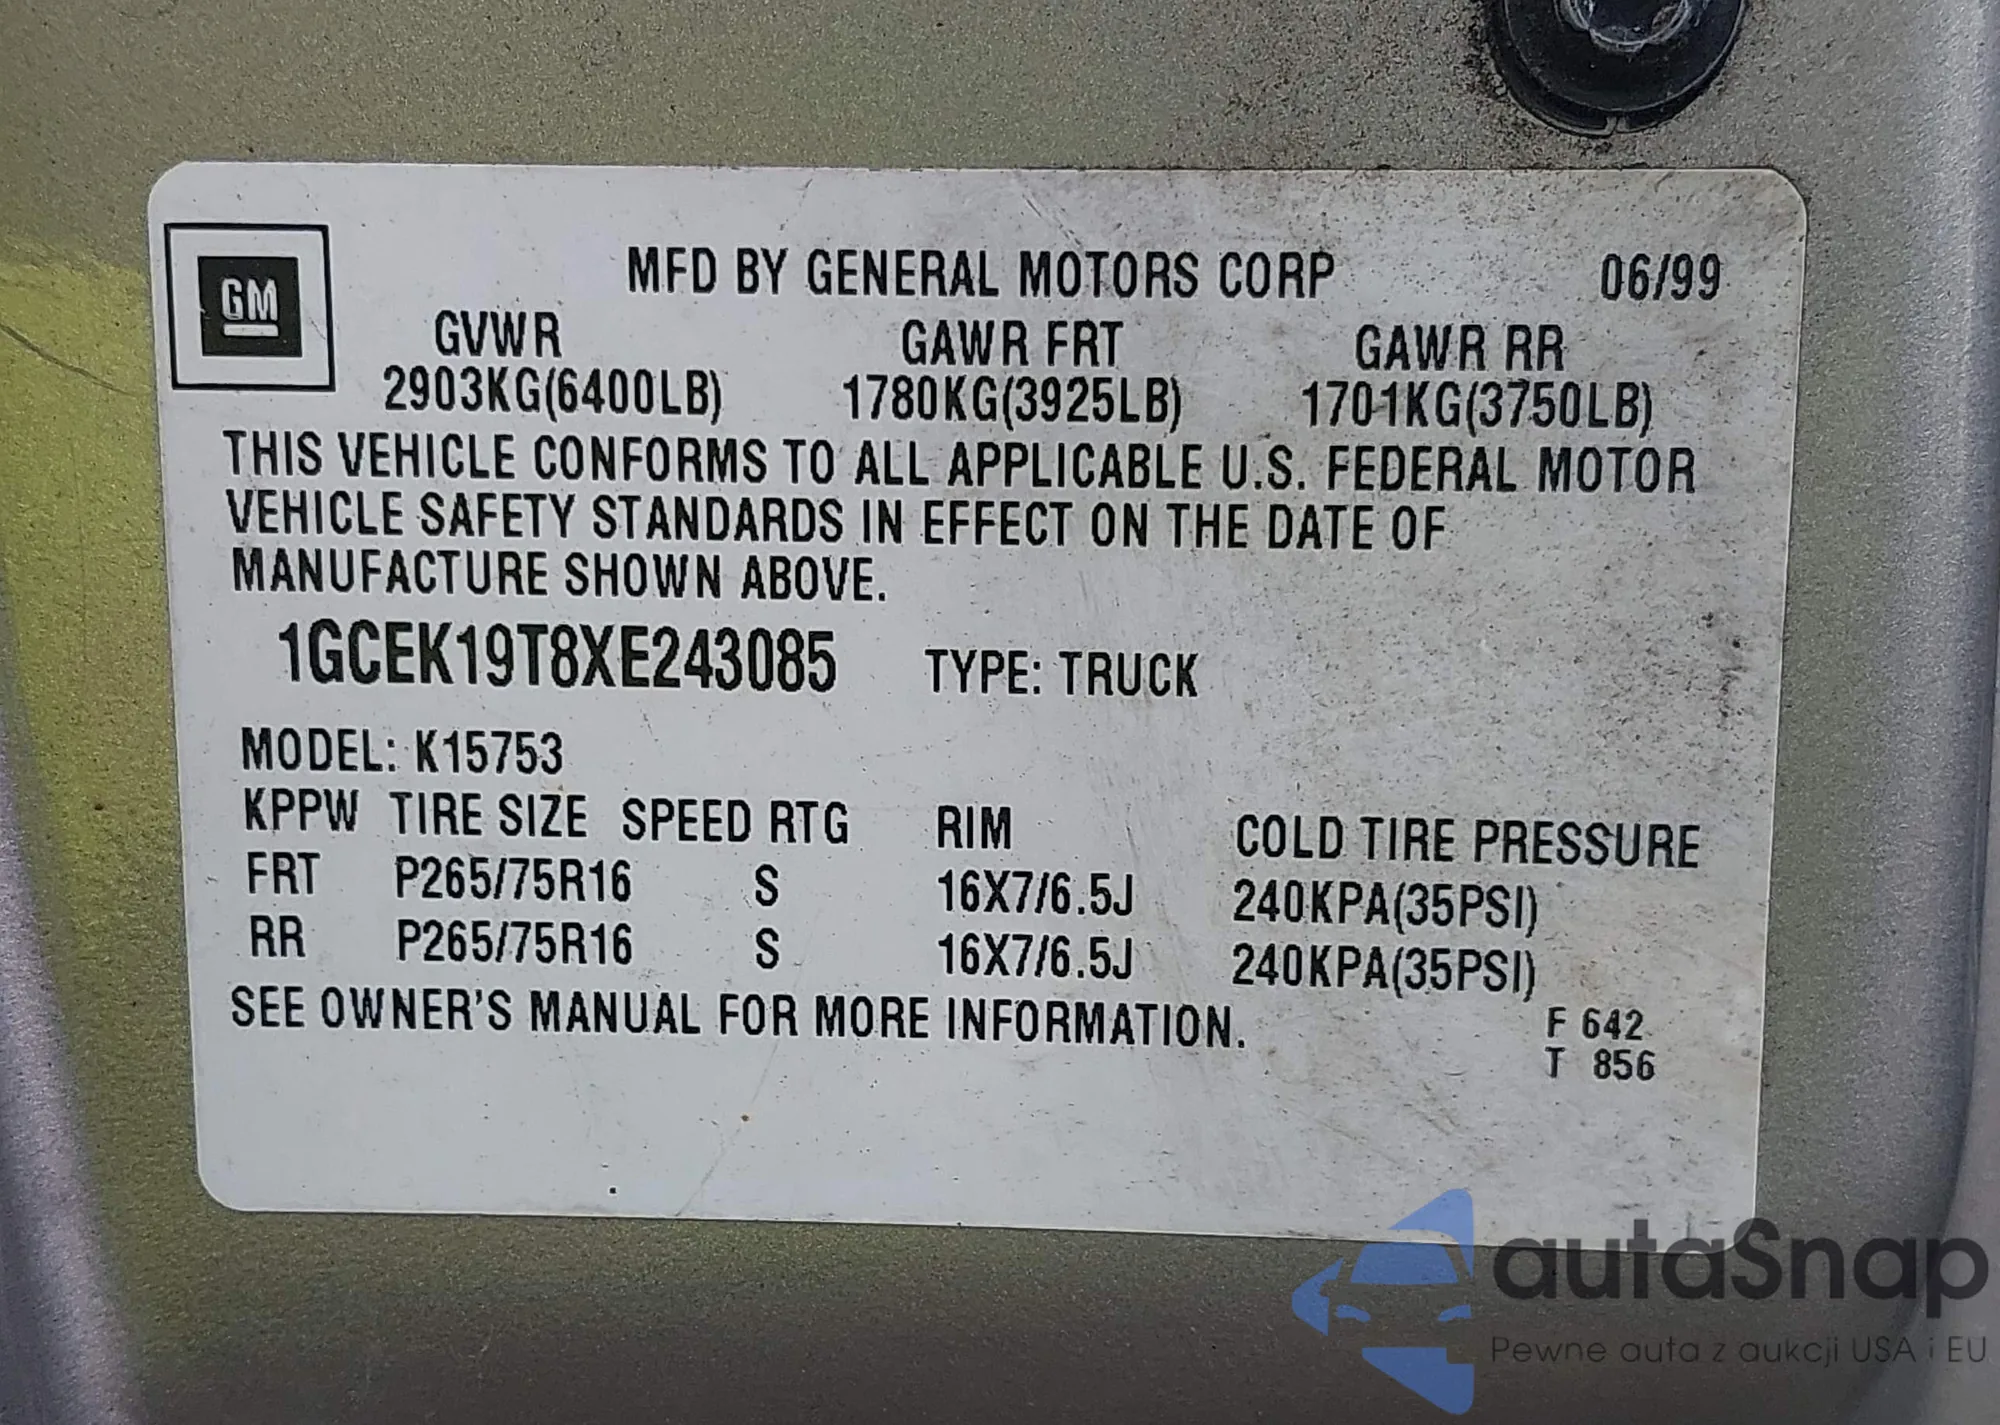 GM
MFD BY GENERAL MOTORS CORP 06/99
GVWR GAWR FRT GAWR RR
2903KG(6400LB) 1780KG(3925LB) 1701KG(3750LB)
THIS VEHICLE CONFORMS TO ALL APPLICABLE U.S. FEDERAL MOTOR
VEHICLE SAFETY STANDARDS IN EFFECT ON THE DATE OF
MANUFACTURE SHOWN ABOVE.
1GCEK19T8XE243085 TYPE: TRUCK
MODEL: K15753
KPPW TIRE SIZE SPEED RTG RIM COLD TIRE PRESSURE
FRT P265/75R16 S 16X7/6.5J 240KPA(35PSI)
RR P265/75R16 S 16X7/6.5J 240KPA(35PSI)
SEE OWNER'S MANUAL FOR MORE INFORMATION.
F 642
T 856
autaSnap
Pewne auta z aukcji USA i EU